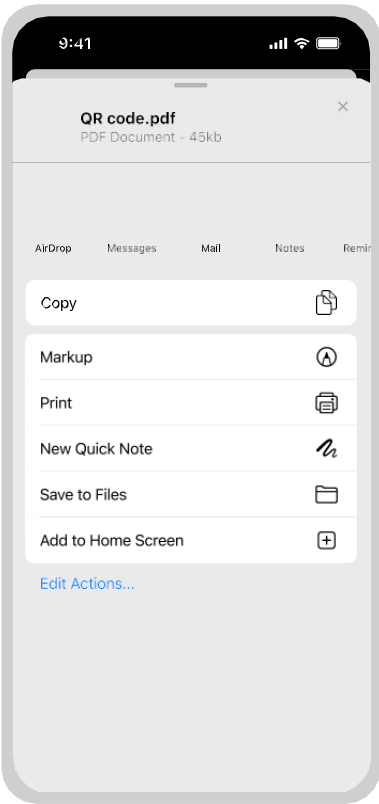 9:41
QR code.pdf
PDF Document - 45kb
AirDrop Messages Mail Notes Remin
Copy
Markup
Print
New Quick Note
Save to Files
Add to Home Screen
Edit Actions...